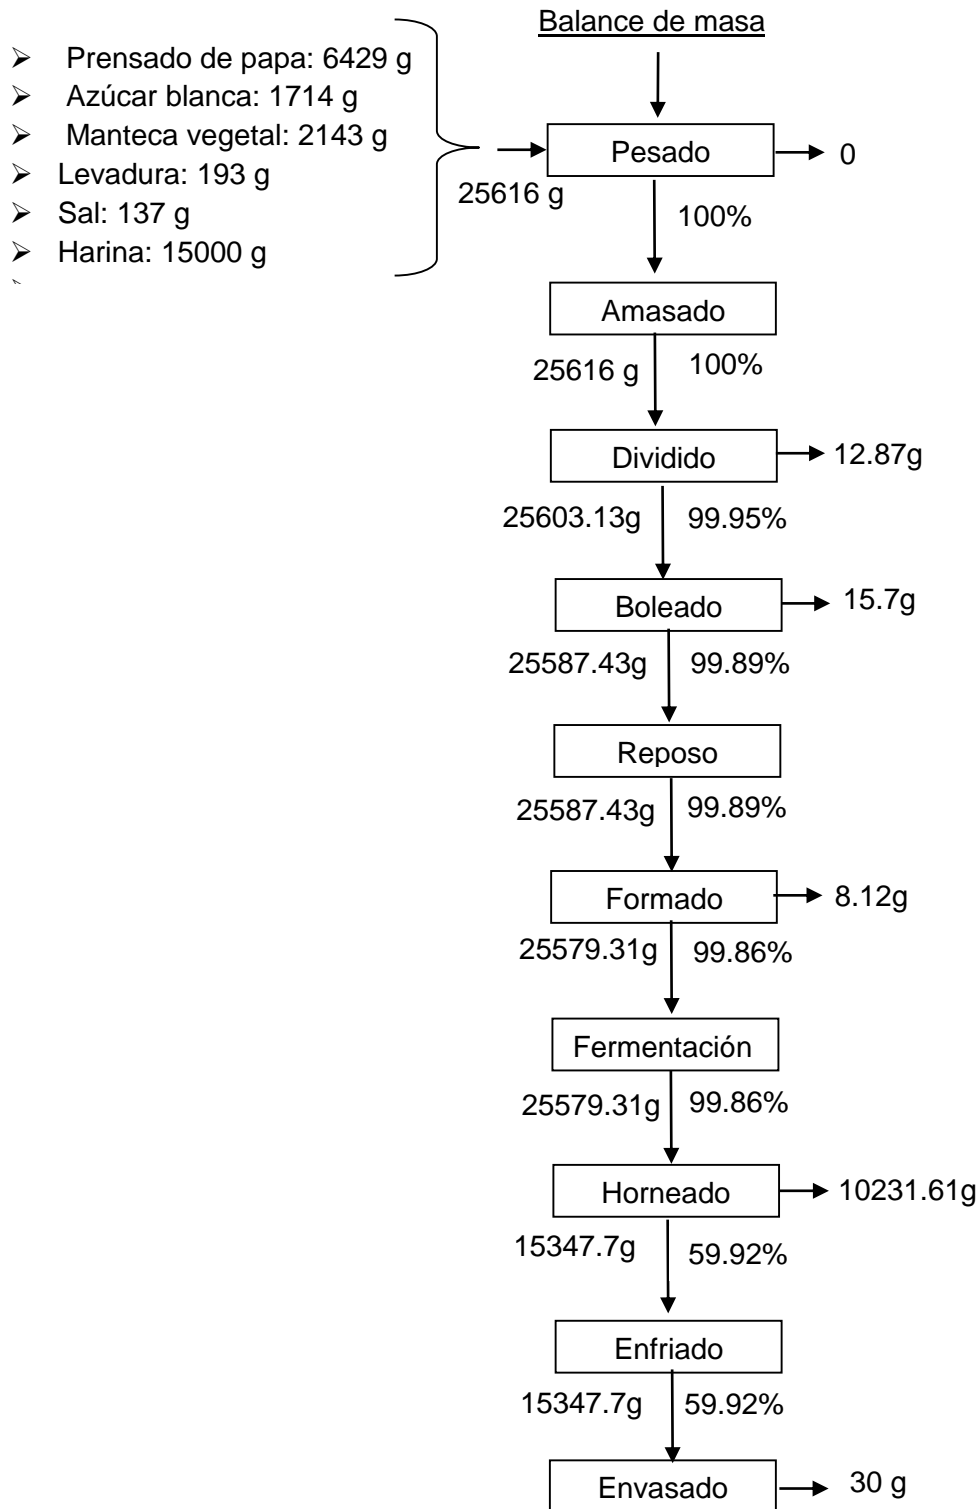 Balance de masa
➢ Prensado de papa: 6429 g
➢ Azúcar blanca: 1714 g
➢ Manteca vegetal: 2143 g
➢ Levadura: 193 g
➢ Sal: 137 g
➢ Harina: 15000 g
Pesado
0
25616 g
100%
Amasado
25616 g
100%
Dividido
12.87g
25603.13g
99.95%
Boleado
15.7g
25587.43g
99.89%
Reposo
25587.43g
99.89%
Formado
8.12g
25579.31g
99.86%
Fermentación
25579.31g
99.86%
Horneado
10231.61g
15347.7g
59.92%
Enfriado
15347.7g
59.92%
Envasado
30 g